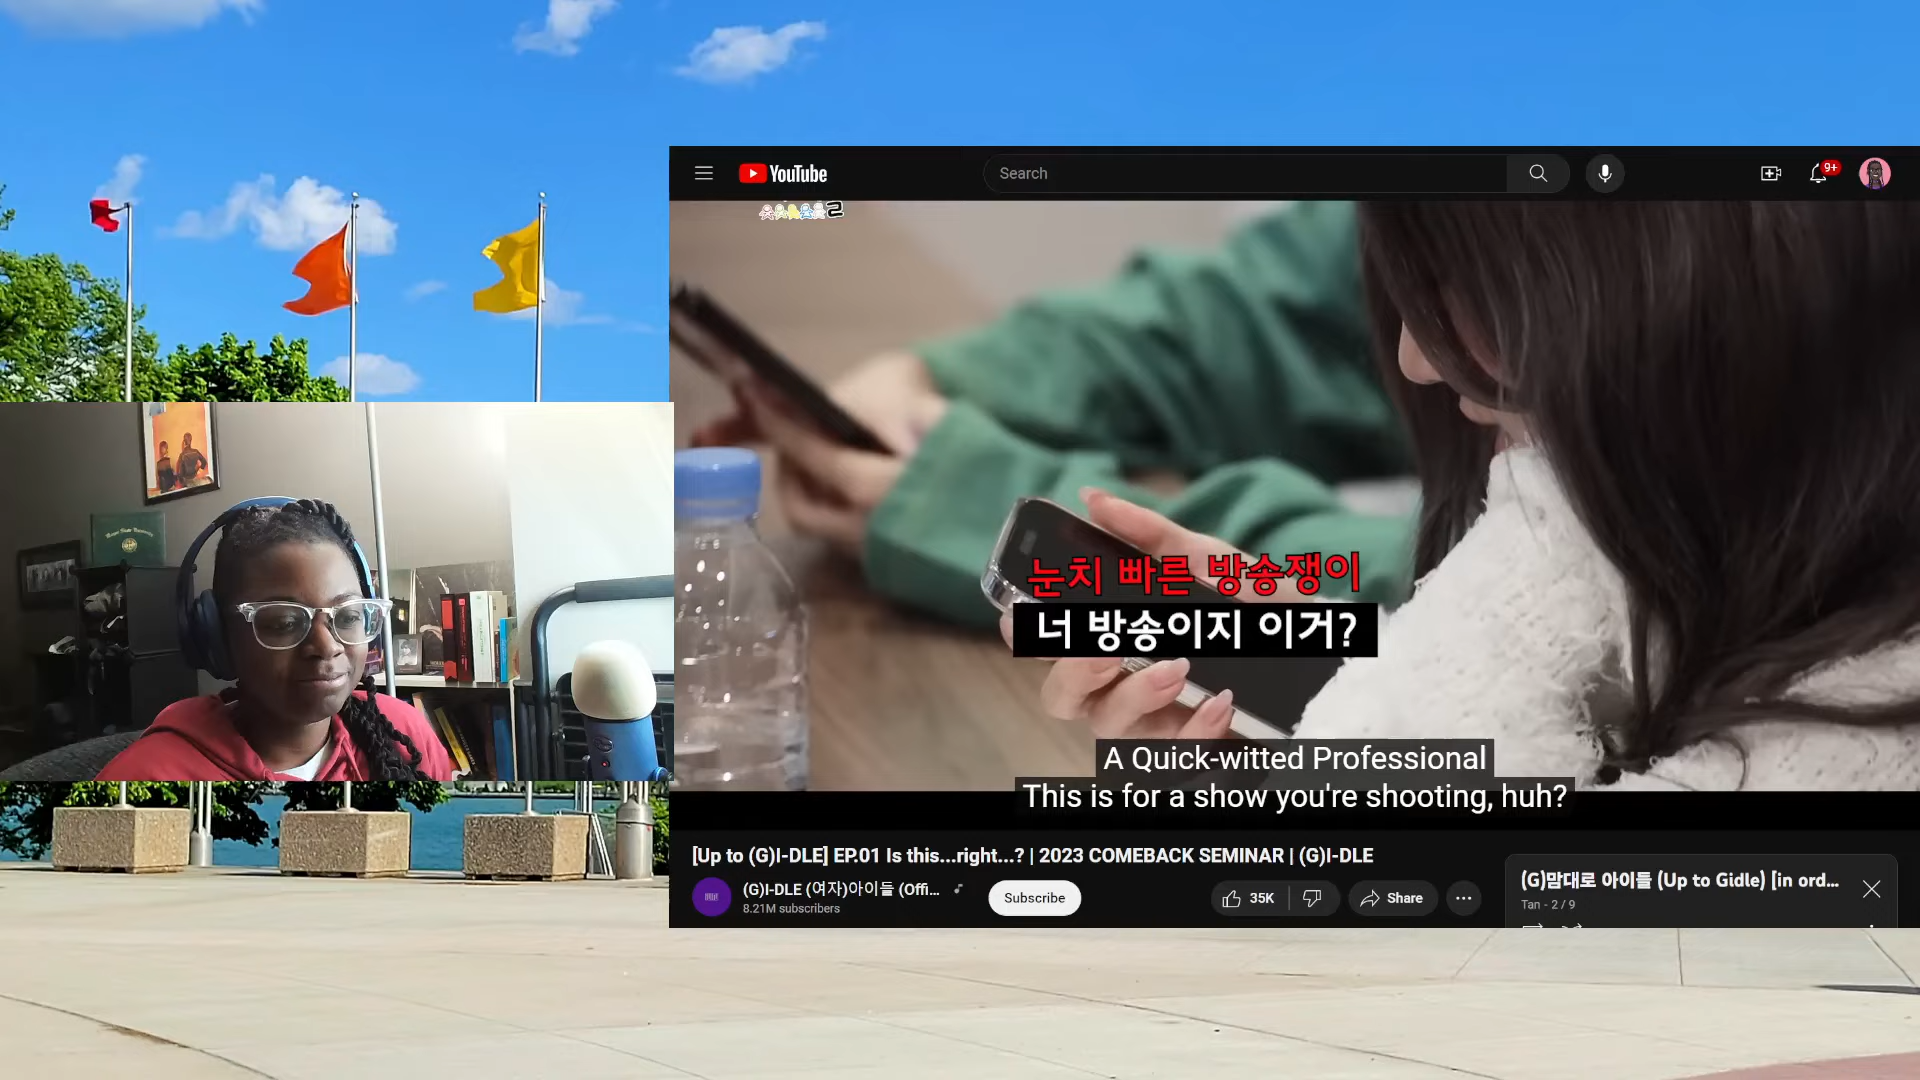 YouTube
Search
9+
2
눈치 빠른 방송쟁이
너 방송이지 이거?
A Quick-witted Professional
This is for a show you're shooting, huh?
[Up to (G)I-DLE] EP.01 Is this...right...? | 2023 COMEBACK SEMINAR | (G)I-DLE
(G)I-DLE (여자)아이들 (Offi...
8.21M subscribers
Subscribe
35K
Share
(G)맘대로 아이들 (Up to Gidle) [in ord...
Tan - 2 / 9